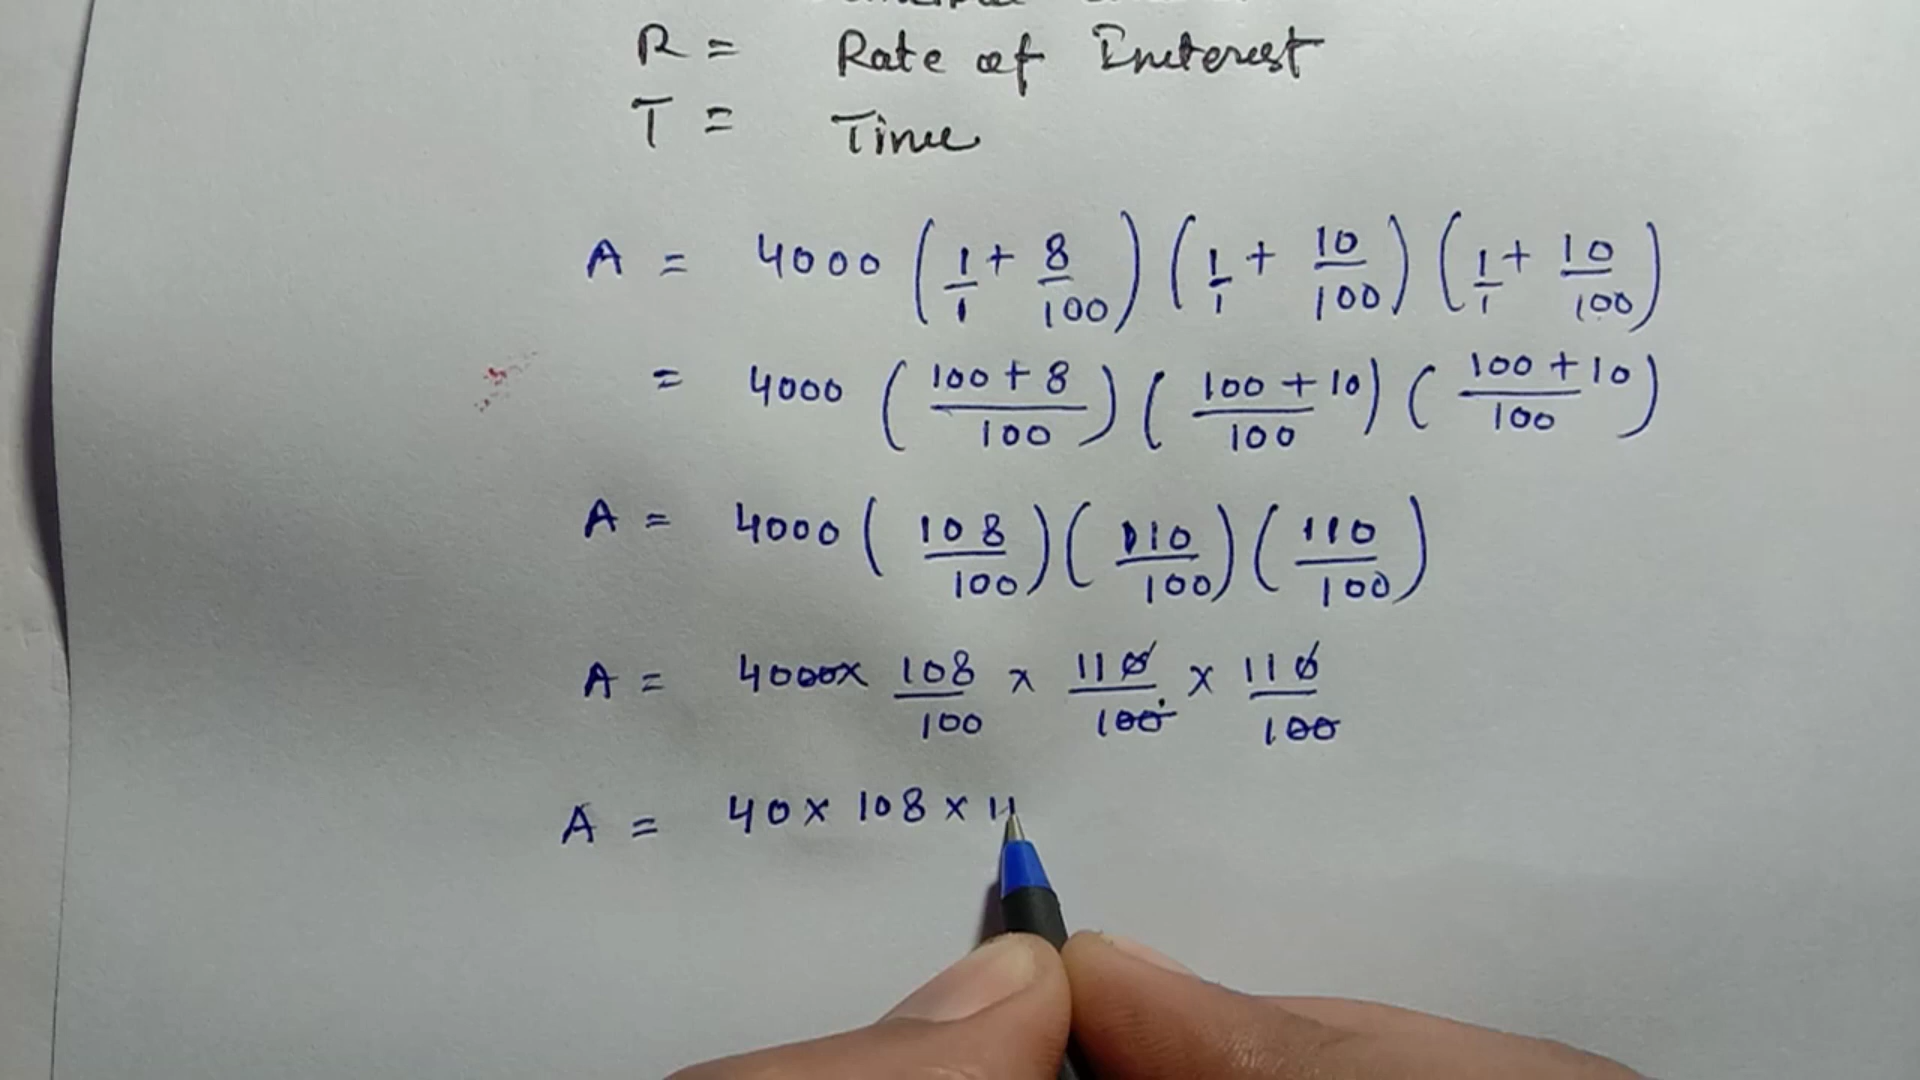 R = Rate of Interest
T = Time
A = 4000 (1/1 + 8/100) (1/1 + 10/100) (1/1 + 10/100)
= 4000 (100 + 8/100) (100 + 10/100) (100 + 10/100)
A = 4000 (108/100) (110/100) (110/100)
A = 4000 x 108/100 x 110/100 x 110/100
A = 40 x 108 x 11